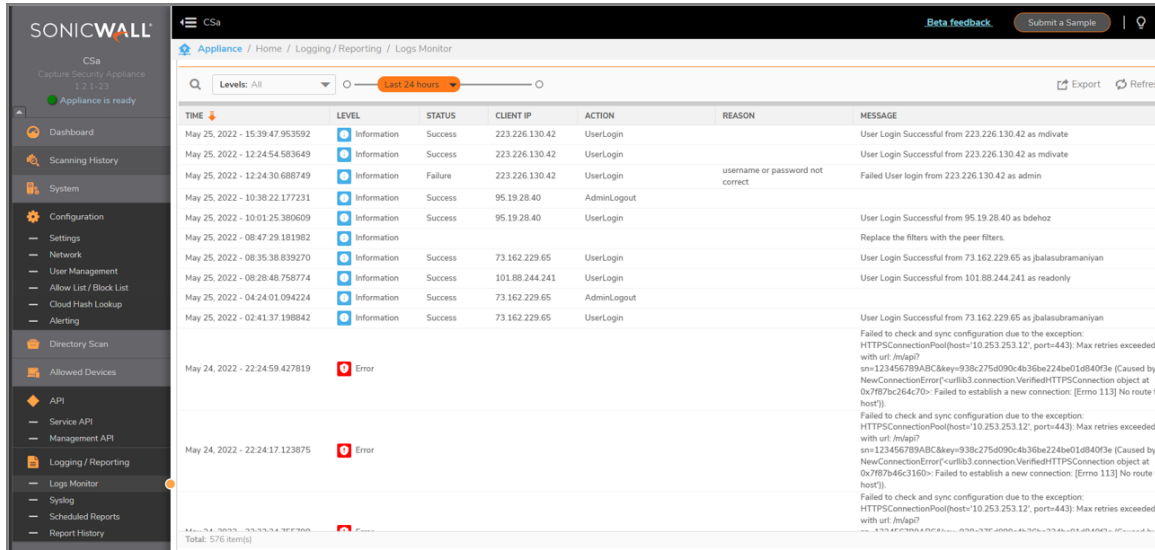 SONICWALL
CSa
Capture Security Appliance
1.2.1-23
Appliance is ready
Dashboard
Scanning History
System
Configuration
Settings
Network
User Management
Allow List / Block List
Cloud Hash Lookup
Alerting
Directory Scan
Allowed Devices
API
Service API
Management API
Logging / Reporting
Logs Monitor
Syslog
Scheduled Reports
Report History
CSa Beta feedback Submit a Sample
Appliance / Home / Logging / Reporting / Logs Monitor
Levels: All Last 24 hours Export Refres
TIME LEVEL STATUS CLIENT IP ACTION REASON MESSAGE
May 25, 2022 - 15:39:47.953592 Information Success 223.226.130.42 UserLogin User Login Successful from 223.226.130.42 as mdivate
May 25, 2022 - 12:24:54.583649 Information Success 223.226.130.42 UserLogin User Login Successful from 223.226.130.42 as mdivate
May 25, 2022 - 12:24:30.688749 Information Failure 223.226.130.42 UserLogin username or password not correct Failed User login from 223.226.130.42 as admin
May 25, 2022 - 10:38:22.177231 Information Success 95.19.28.40 AdminLogout
May 25, 2022 - 10:01:25.380609 Information Success 95.19.28.40 UserLogin User Login Successful from 95.19.28.40 as bdehoz
May 25, 2022 - 08:47:29.181982 Information Replace the filters with the peer filters.
May 25, 2022 - 08:35:38.839270 Information Success 73.162.229.65 UserLogin User Login Successful from 73.162.229.65 as jbalasubramaniyan
May 25, 2022 - 08:28:48.758774 Information Success 101.88.244.241 UserLogin User Login Successful from 101.88.244.241 as readonly
May 25, 2022 - 04:24:01.094224 Information Success 73.162.229.65 AdminLogout
May 25, 2022 - 02:41:37.198842 Information Success 73.162.229.65 UserLogin User Login Successful from 73.162.229.65 as jbalasubramaniyan
May 24, 2022 - 22:24:59.427819 Error
Failed to check and sync configuration due to the exception:
HTTPSConnectionPool(host='10.253.253.12', port=443): Max retries exceeded
with url: /m/api?
sn=123456789ABC&key=938c275d090c4b36be224be01d840f3e (Caused by
NewConnectionError('<urllib3.connection.VerifiedHTTPSConnection object at
0x7f87bc264c70>: Failed to establish a new connection: [Errno 113] No route
host')).
May 24, 2022 - 22:24:17.123875 Error
Failed to check and sync configuration due to the exception:
HTTPSConnectionPool(host='10.253.253.12', port=443): Max retries exceeded
with url: /m/api?
sn=123456789ABC&key=938c275d090c4b36be224be01d840f3e (Caused by
NewConnectionError('<urllib3.connection.VerifiedHTTPSConnection object at
0x7f87b46c3160>: Failed to establish a new connection: [Errno 113] No route
host')).
Failed to check and sync configuration due to the exception:
HTTPSConnectionPool(host='10.253.253.12', port=443): Max retries exceeded
with url: /m/api?
Total: 576 item(s)